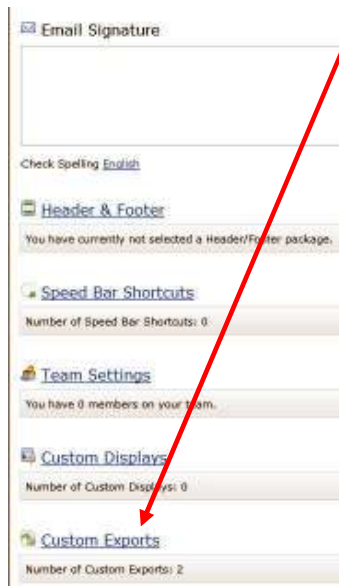 Email Signature
Check Spelling English
Header & Footer
You have currently not selected a Header/Footer package.
Speed Bar Shortcuts
Number of Speed Bar Shortcuts: 0
Team Settings
You have 0 members on your team.
Custom Displays
Number of Custom Displays: 0
Custom Exports
Number of Custom Exports: 2